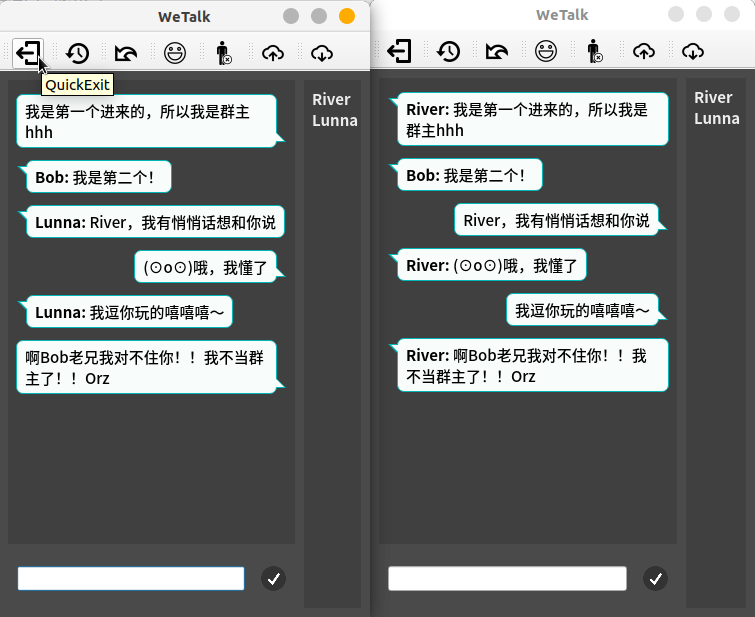 WeTalk
QuickExit
我是第一个进来的，所以我是群主
hhh
Bob: 我是第二个！
Lunna: River，我有悄悄话想和你说
(⊙o⊙)哦，我懂了
Lunna: 我逗你玩的嘻嘻嘻～
啊Bob老兄我对不住你！！我不当群
主了！！Orz
River
Lunna
WeTalk
River: 我是第一个进来的，所以我是
群主hhh
Bob: 我是第二个！
River，我有悄悄话想和你说
River: (⊙o⊙)哦，我懂了
我逗你玩的嘻嘻嘻～
River: 啊Bob老兄我对不住你！！我
不当群主了！！Orz
River
Lunna